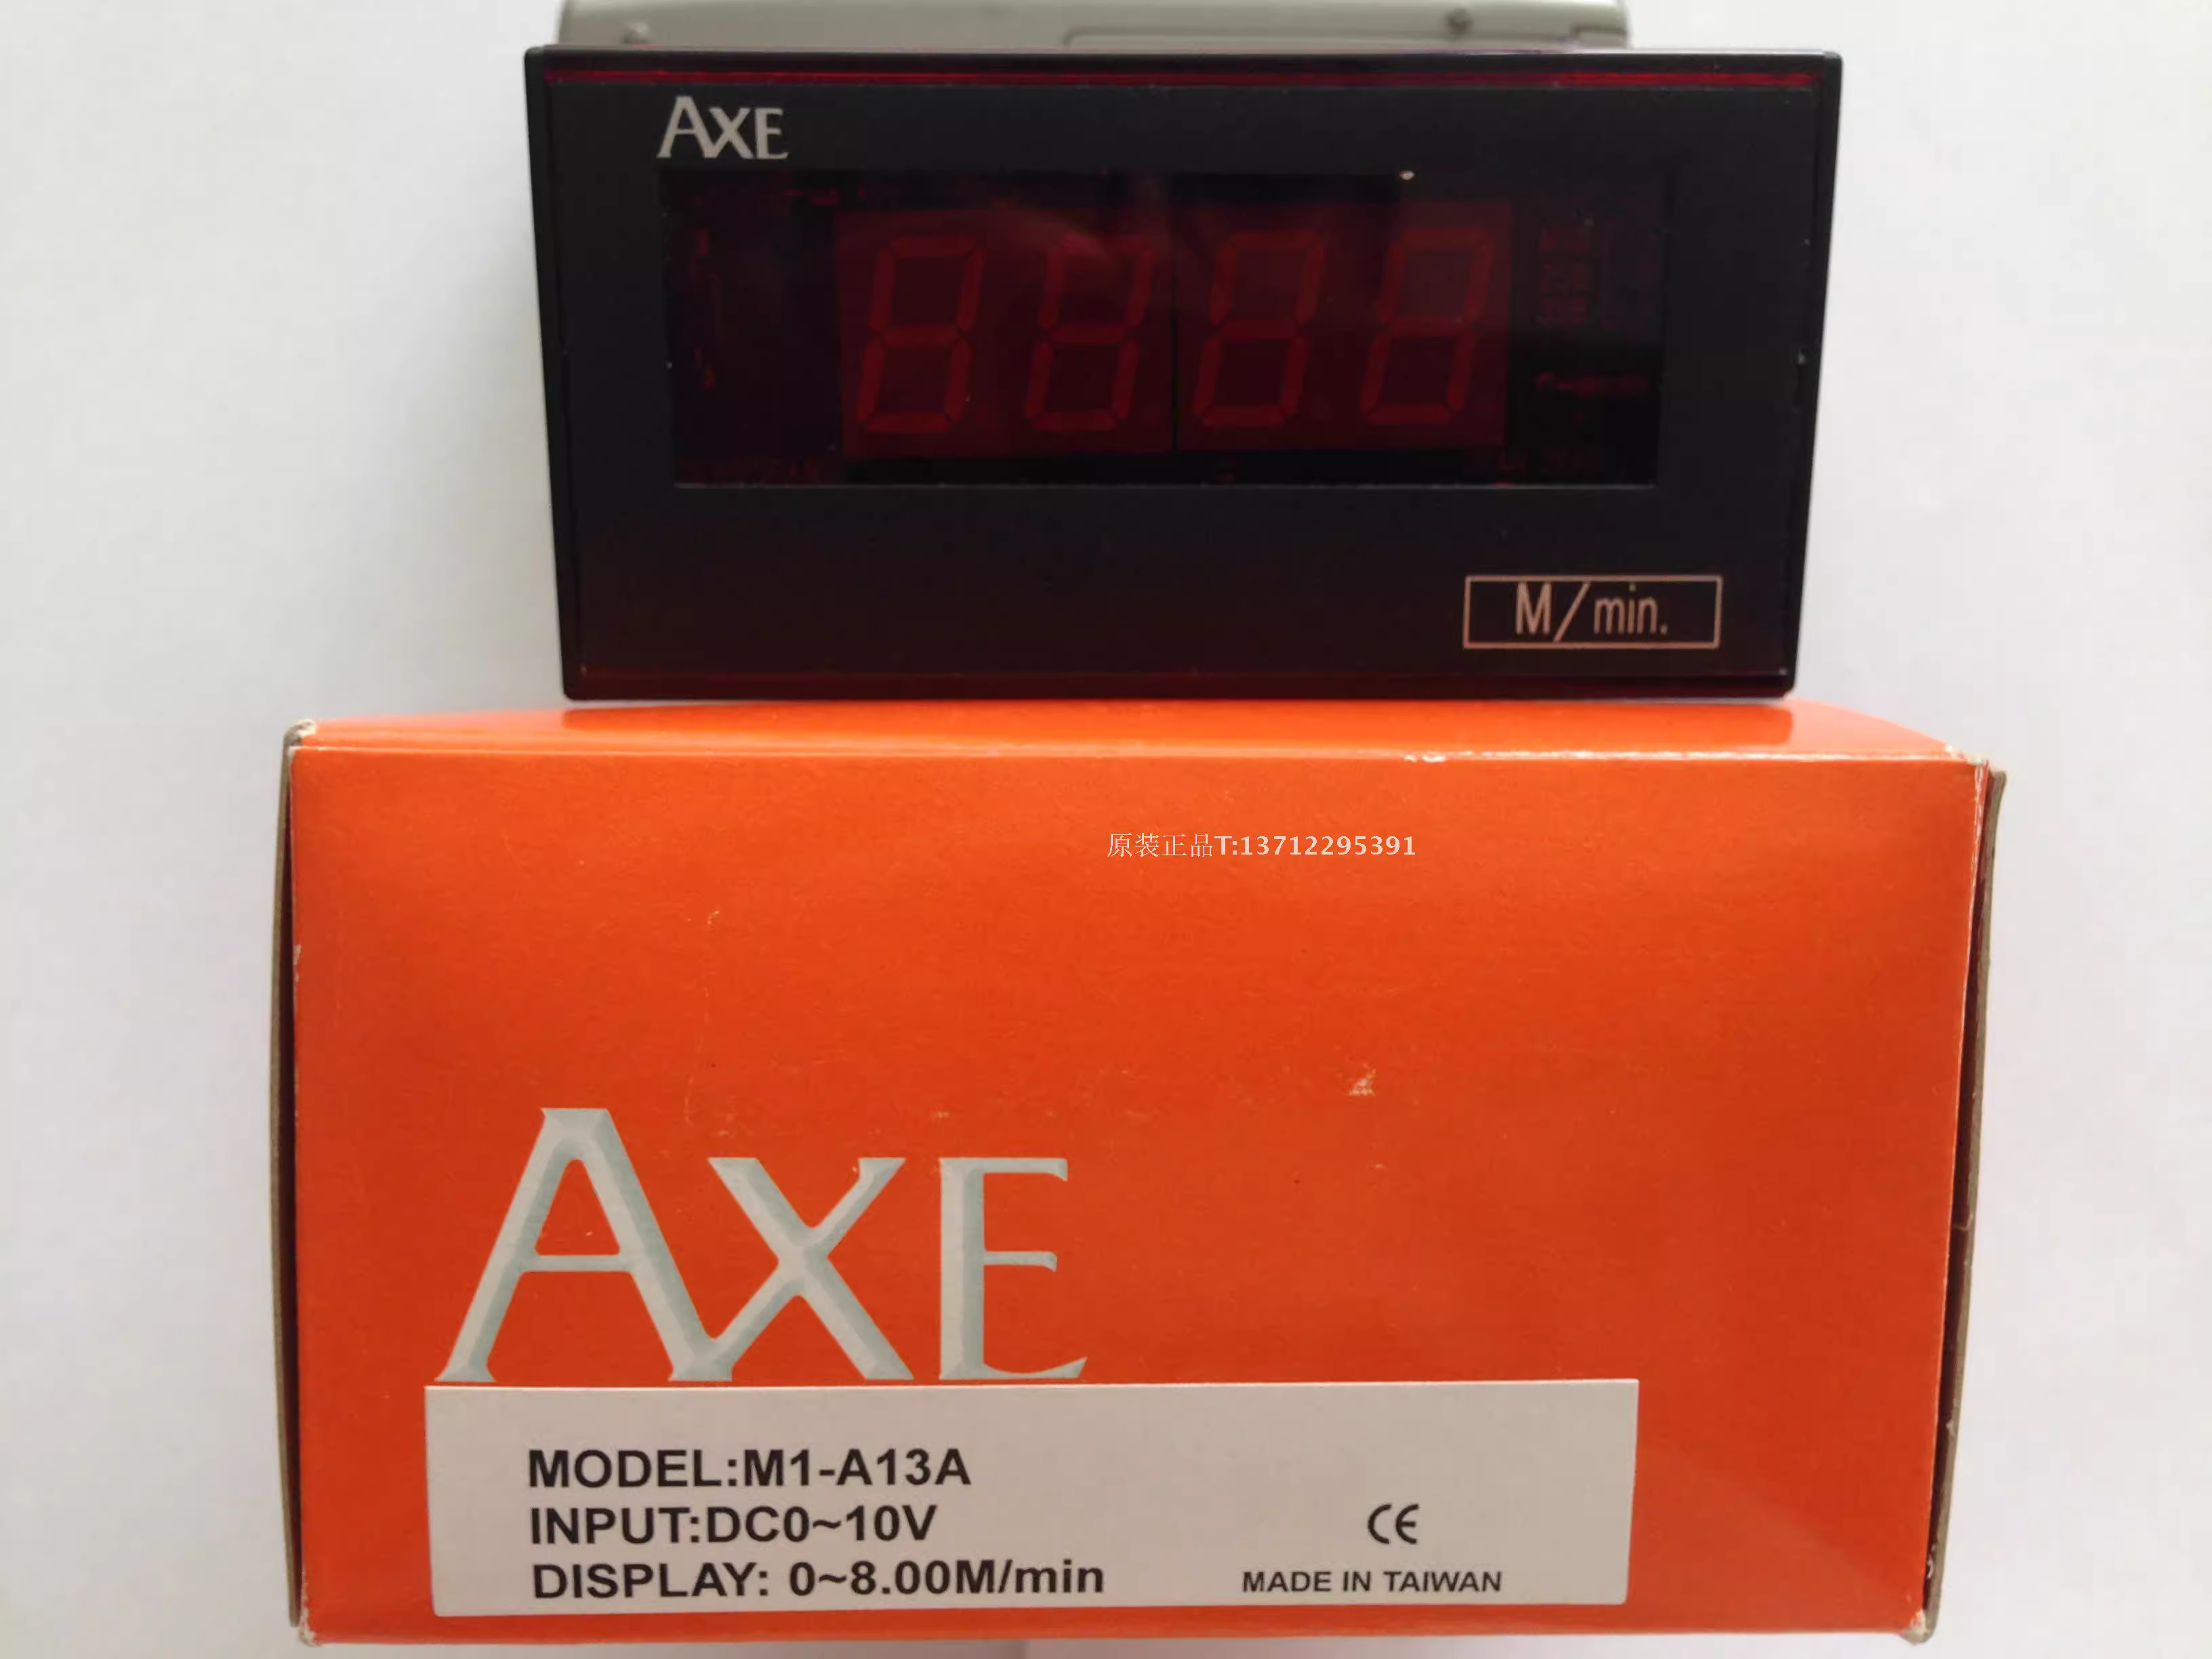 AXE
M/min.
原装正品T:13712295391
AXE
MODEL:M1-A13A
INPUT:DC0~10V
DISPLAY: 0~8.00M/min
CE
MADE IN TAIWAN